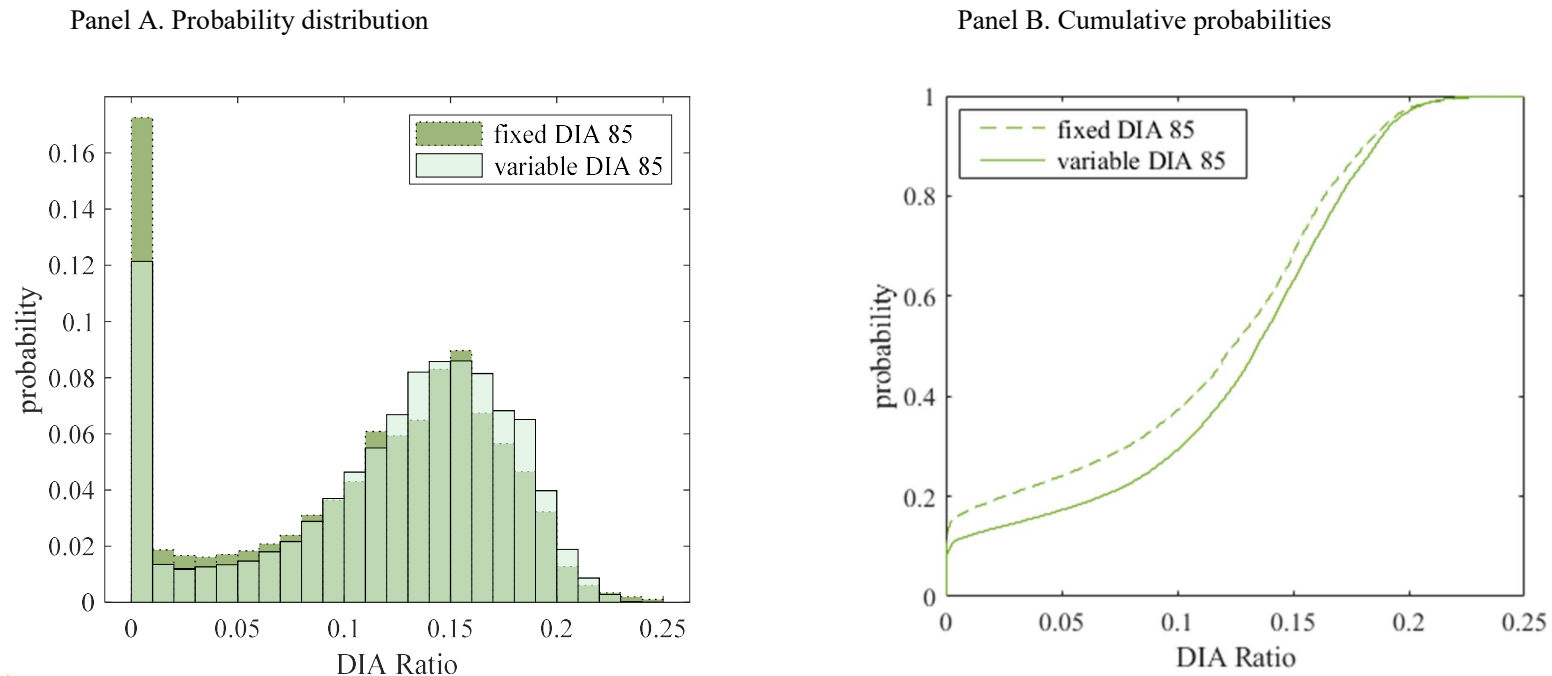 Panel A. Probability distribution
fixed DIA 85
variable DIA 85
probability
0.16
0.14
0.12
0.1
0.08
0.06
0.04
0.02
0
0 0.05 0.1 0.15 0.2 0.25
DIA Ratio
Panel B. Cumulative probabilities
fixed DIA 85
variable DIA 85
probability
1
0.8
0.6
0.4
0.2
0
0 0.05 0.1 0.15 0.2 0.25
DIA Ratio